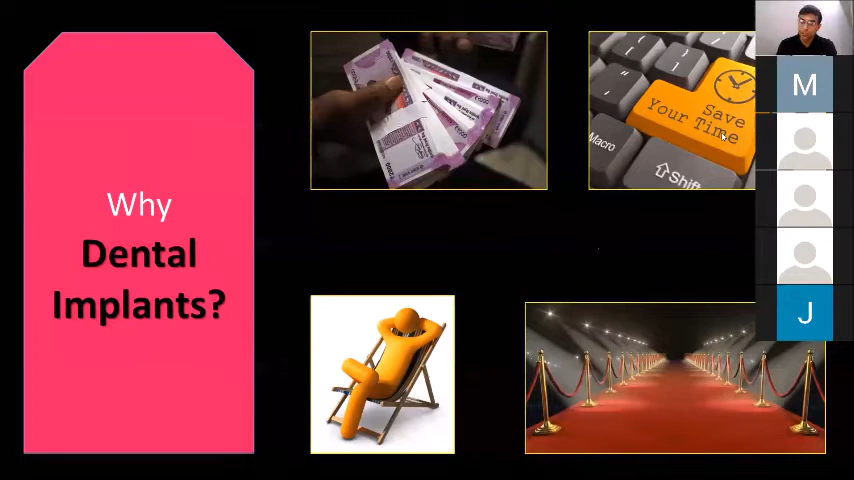 Why
Dental
Implants?
Save
Your Time
Macro
Shift
M
J